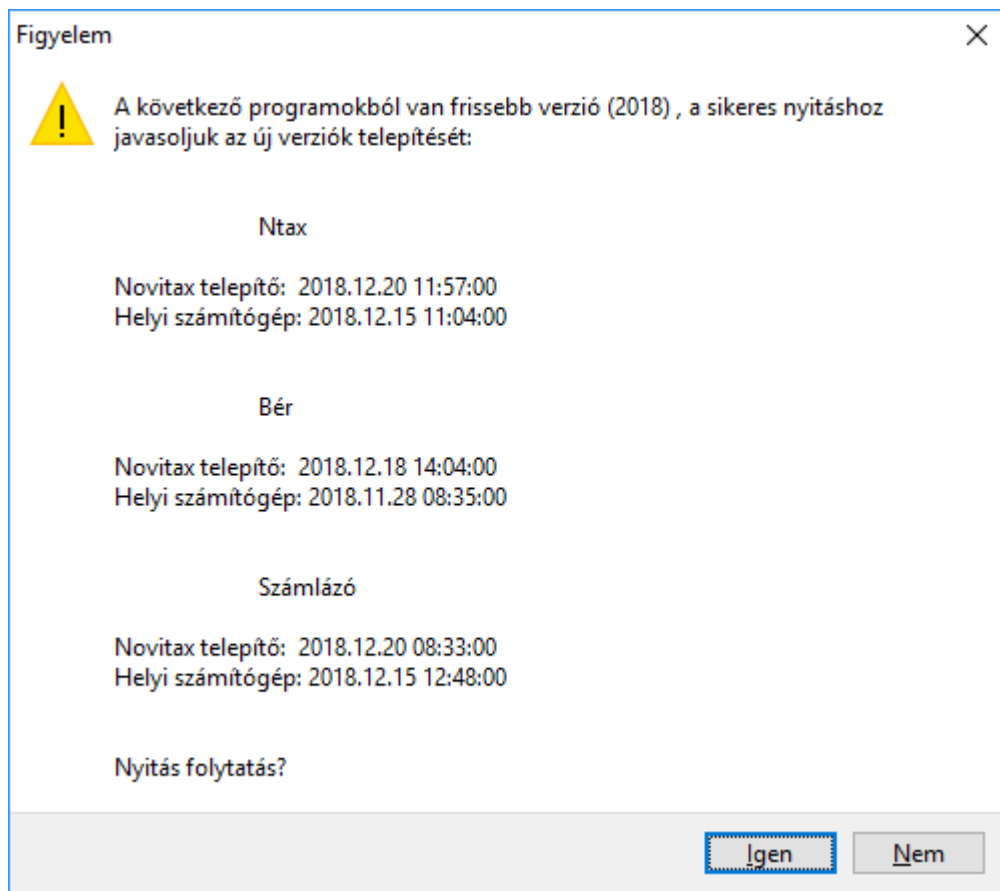 Figyelem
A következő programokból van frissebb verzió (2018) , a sikeres nyitáshoz
javasoljuk az új verziók telepítését:
Ntax
Novitax telepítő: 2018.12.20 11:57:00
Helyi számítógép: 2018.12.15 11:04:00
Bér
Novitax telepítő: 2018.12.18 14:04:00
Helyi számítógép: 2018.11.28 08:35:00
Számlázó
Novitax telepítő: 2018.12.20 08:33:00
Helyi számítógép: 2018.12.15 12:48:00
Nyitás folytatás?
Igen Nem